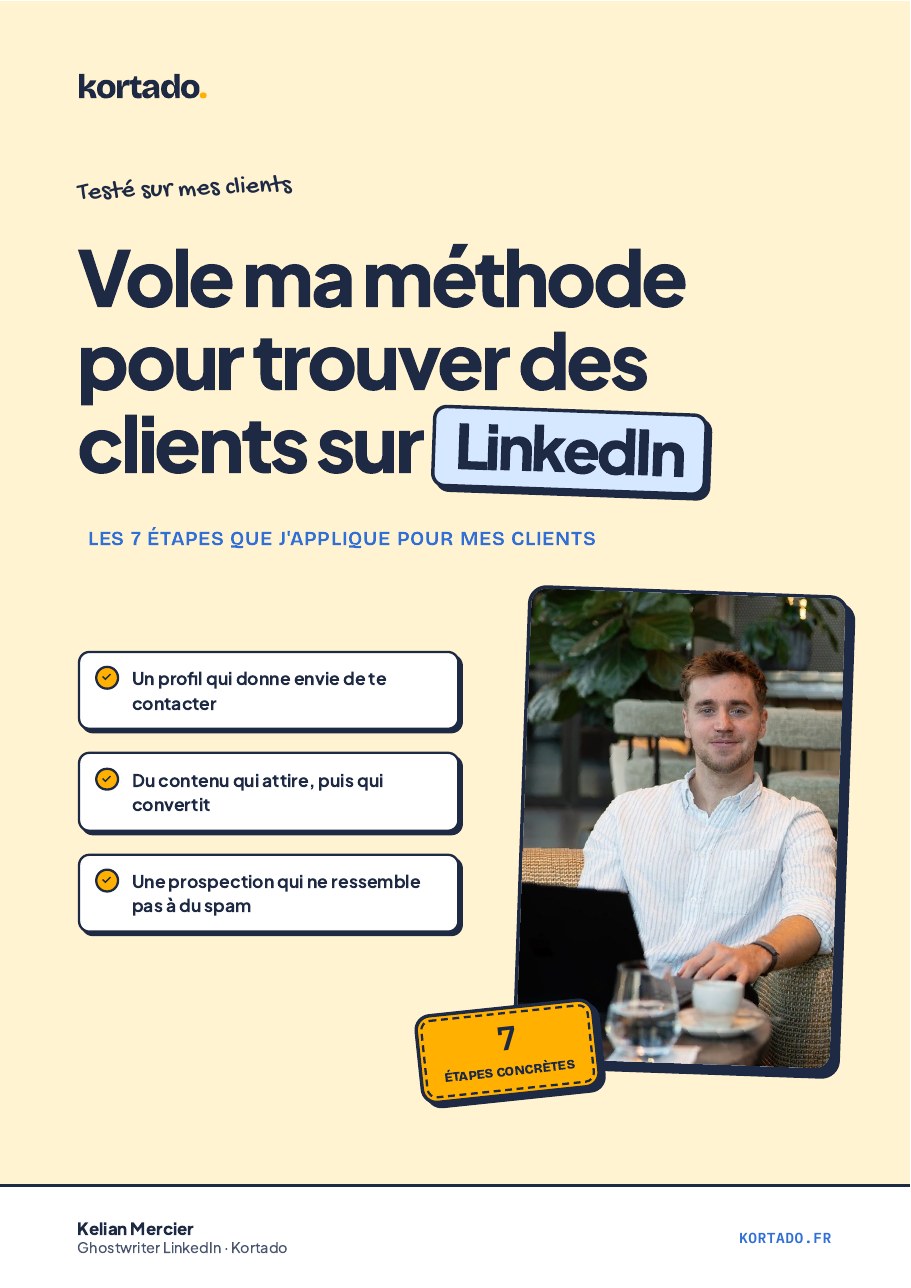 kortado.
Testé sur mes clients
Vole ma méthode
pour trouver des
clients sur LinkedIn
LES 7 ÉTAPES QUE J'APPLIQUE POUR MES CLIENTS
Un profil qui donne envie de te
contacter
Du contenu qui attire, puis qui
convertit
Une prospection qui ne ressemble
pas à du spam
7
ÉTAPES CONCRÈTES
Kelian Mercier
Ghostwriter LinkedIn · Kortado
KORTADO.FR